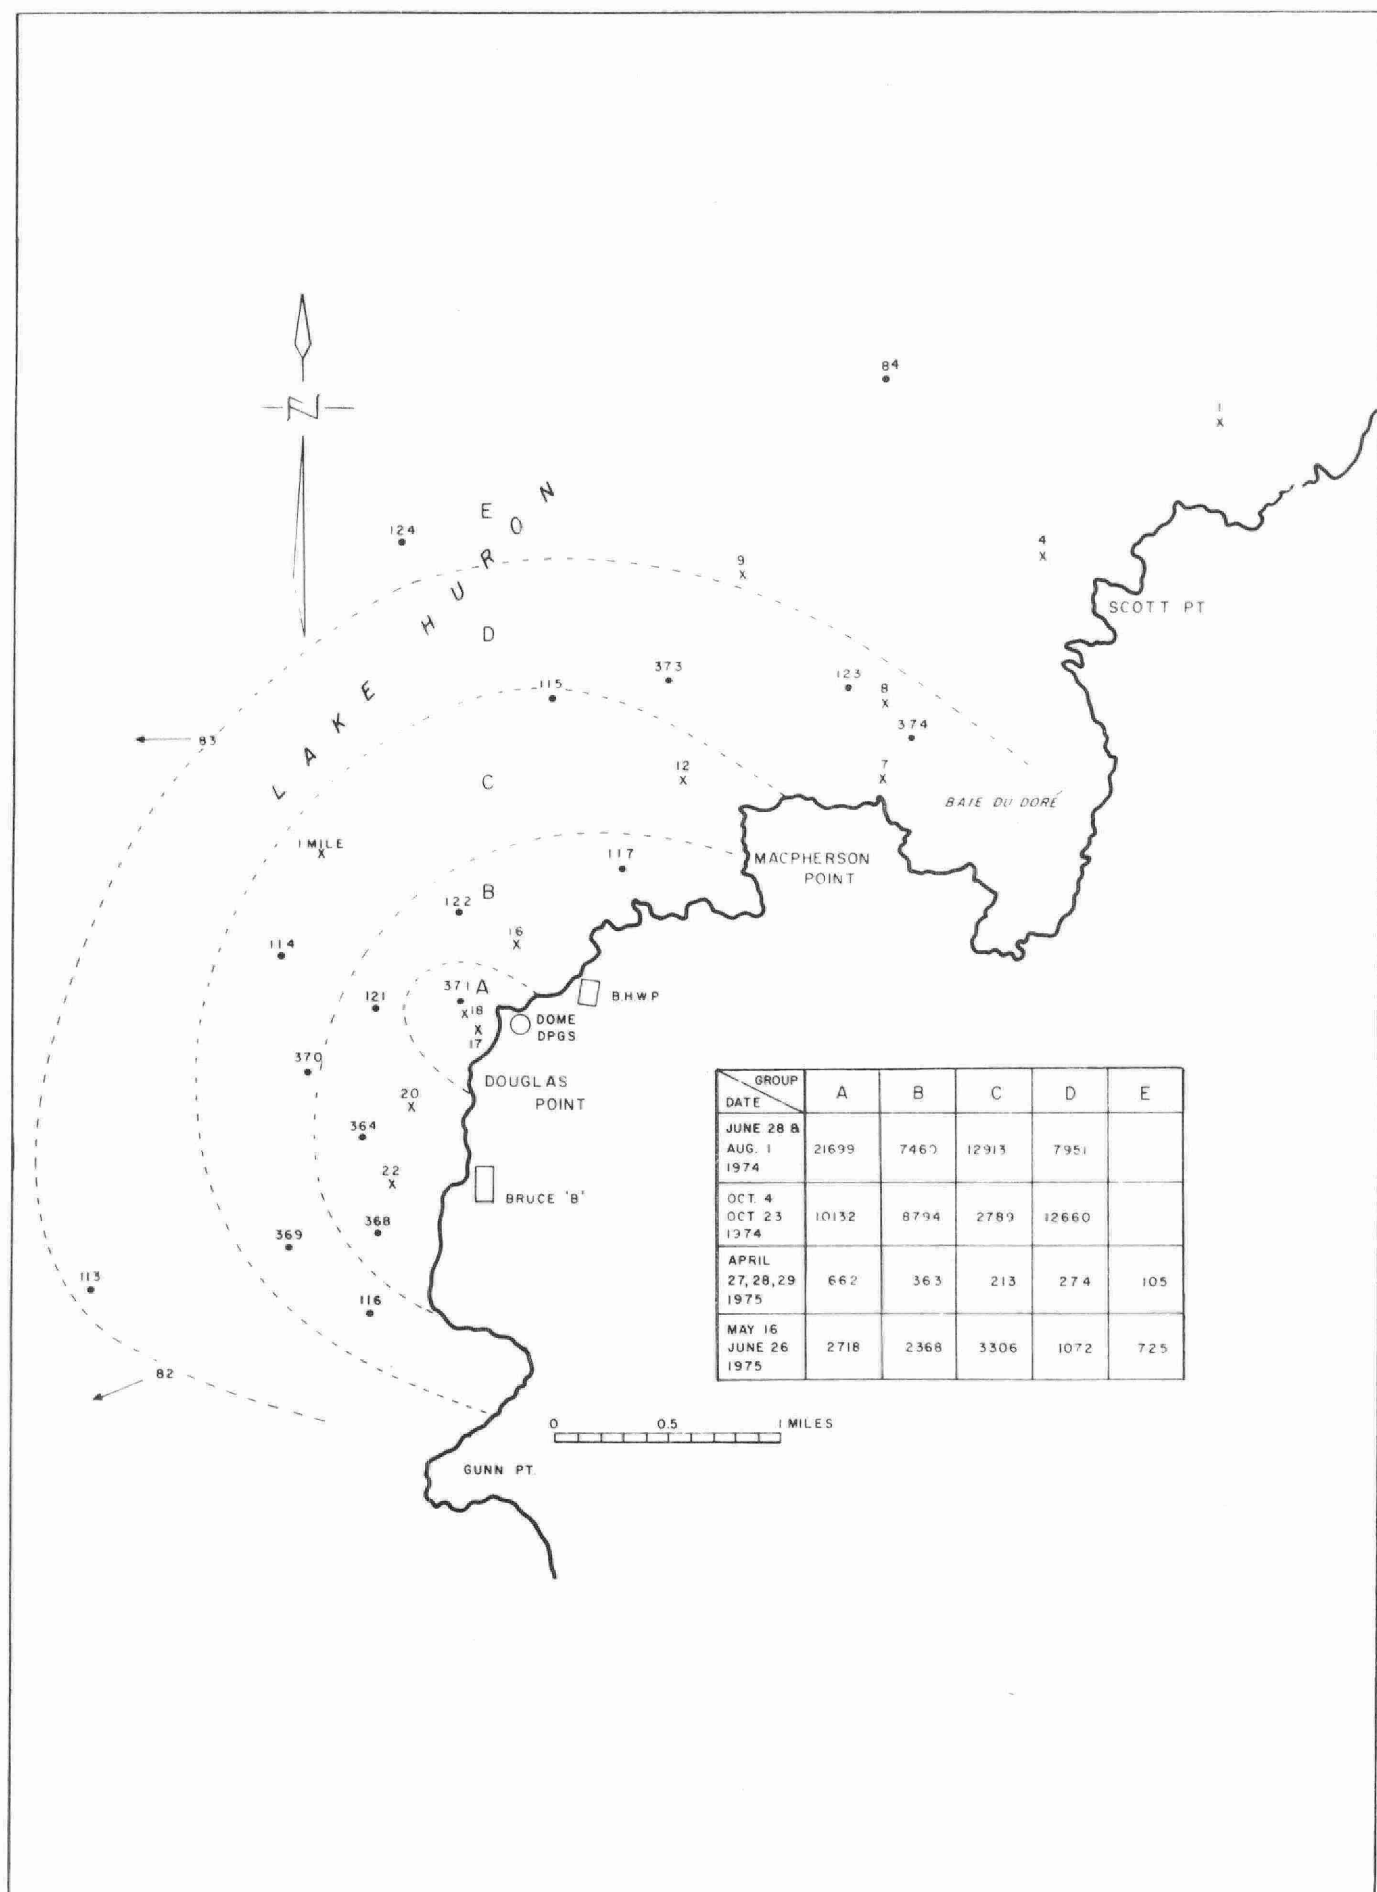 84
1
N
E
LAKE HURON
124
4
9
SCOTT PT
D
373
115
123
8
374
83
12
7
C
BAIE DU DORÉ
1 MILE
117
MACPHERSON
POINT
B
122
16
114
371
A
121
18
B.H.W.P
DOME
DPGS
17
370
DOUGLAS
POINT
20
364
22
BRUCE 'B'
368
369
113
116
82
GROUP
DATE
A B C D E
JUNE 28 &
AUG. 1
1974
21699 7460 12913 7951
OCT. 4
OCT 23
1974
10132 8794 2789 12660
APRIL
27, 28, 29
1975
662 363 213 274 105
MAY 16
JUNE 26
1975
2718 2368 3306 1072 725
0 0.5 1 MILES
GUNN PT.